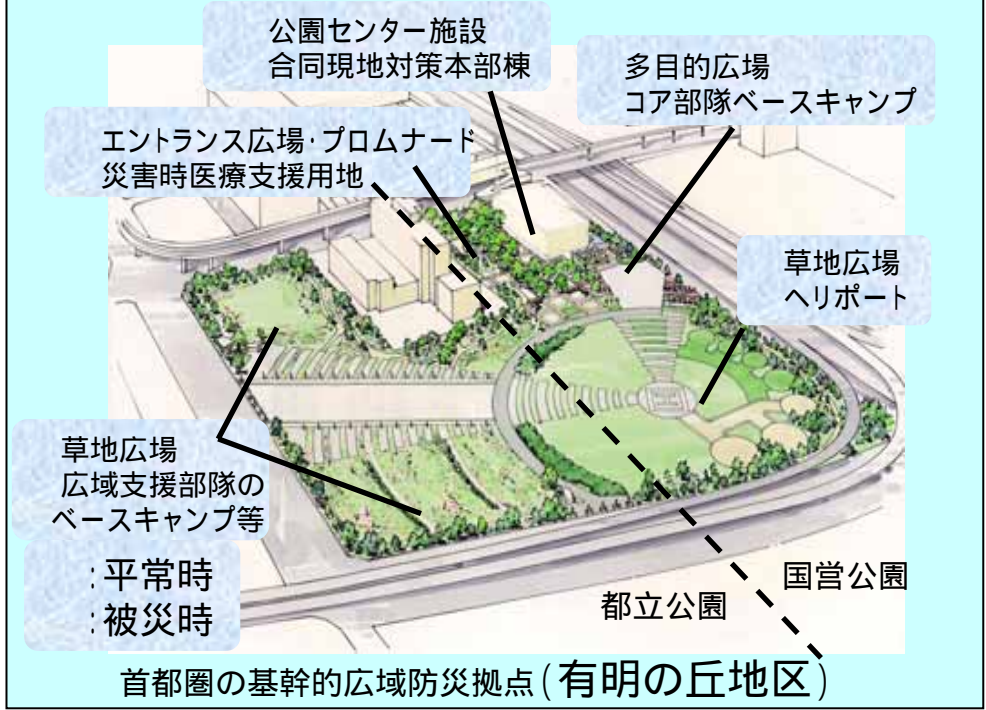 公園センター施設
合同現地対策本部棟
多目的広場
コア部隊ベースキャンプ
エントランス広場・プロムナード
災害時医療支援用地
草地広場
ヘリポート
草地広場
広域支援部隊の
ベースキャンプ等
:平常時
:被災時
国営公園
都立公園
首都圏の基幹的広域防災拠点(有明の丘地区)